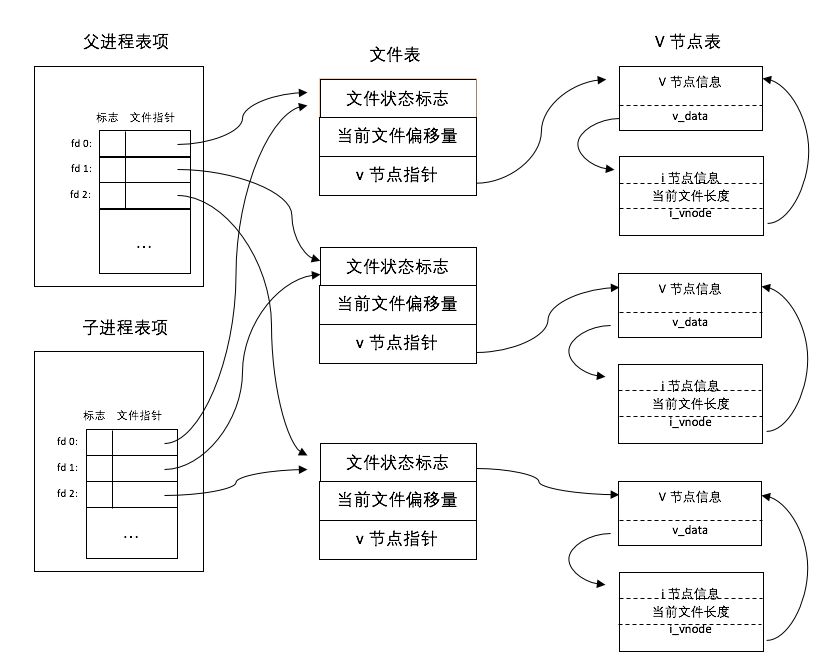 父进程表项
标志 文件指针
fd 0:
fd 1:
fd 2:
...
子进程表项
标志 文件指针
fd 0:
fd 1:
fd 2:
...
文件表
文件状态标志
当前文件偏移量
v 节点指针
文件状态标志
当前文件偏移量
v 节点指针
文件状态标志
当前文件偏移量
v 节点指针
V 节点表
V 节点信息
v_data
i 节点信息
当前文件长度
i_vnode
V 节点信息
v_data
i 节点信息
当前文件长度
i_vnode
V 节点信息
v_data
i 节点信息
当前文件长度
i_vnode